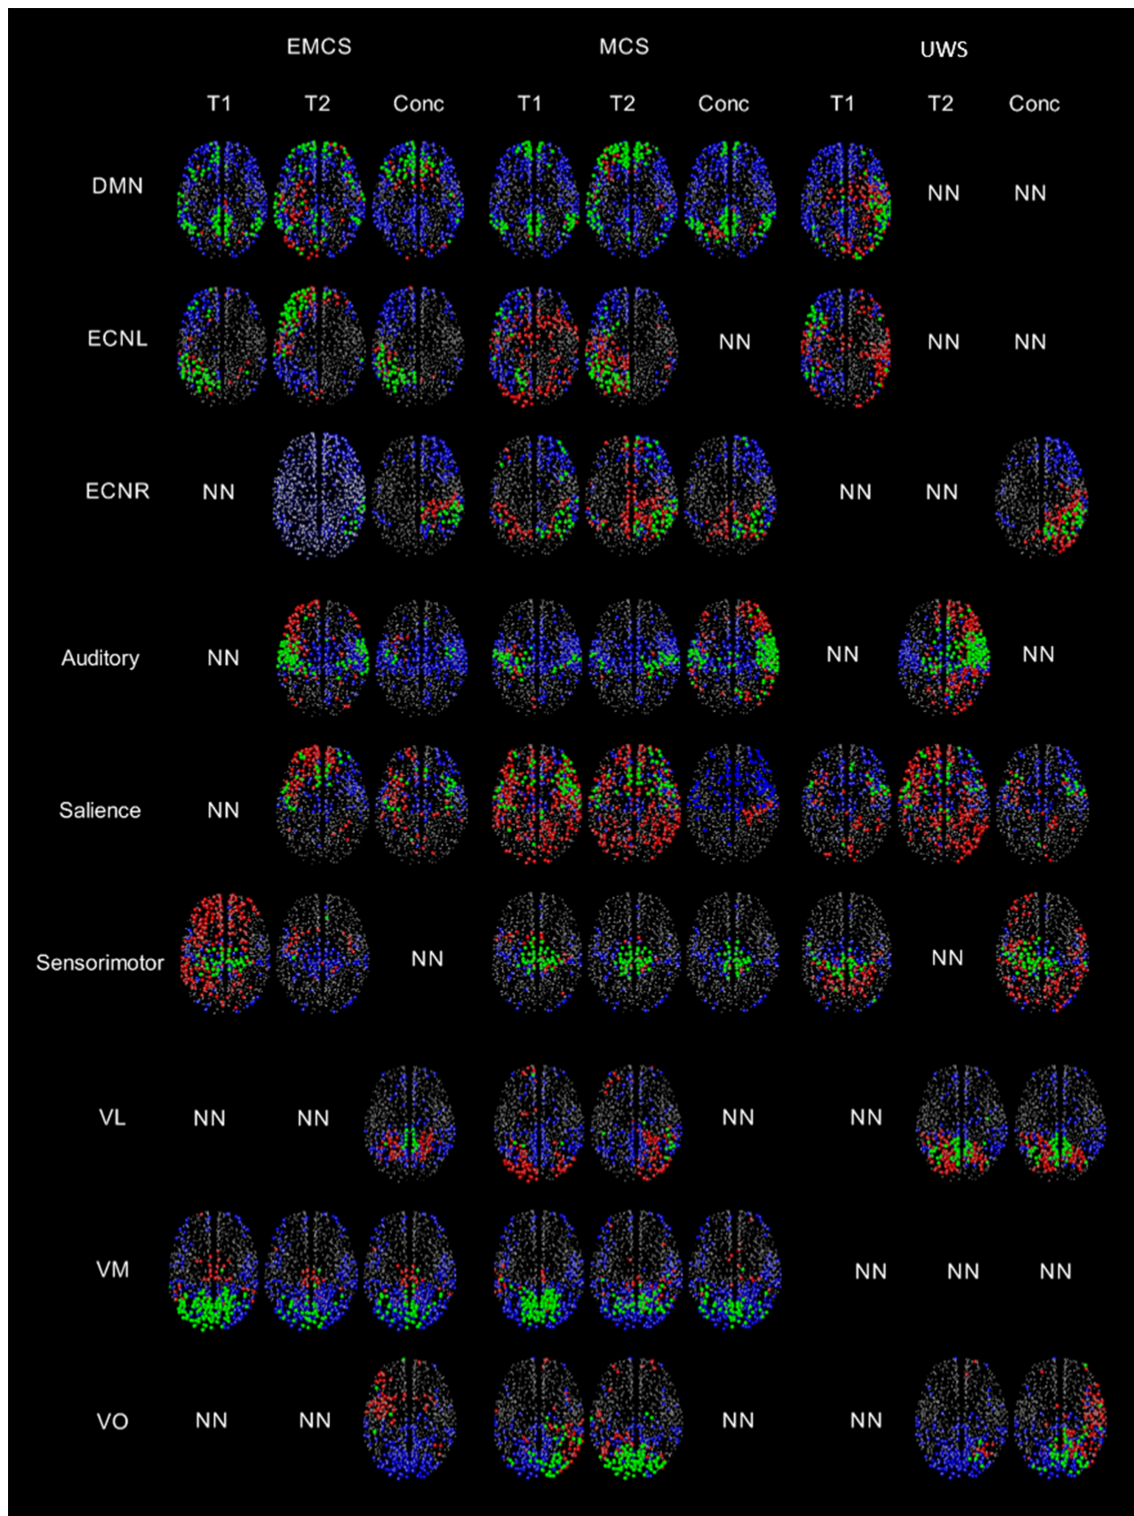 EMCS MCS UWS
T1 T2 Conc T1 T2 Conc T1 T2 Conc
DMN NN NN
ECNL NN NN NN
ECNR NN NN NN
Auditory NN NN NN
Salience NN
Sensorimotor NN NN
VL NN NN NN NN
VM NN NN NN
VO NN NN NN NN